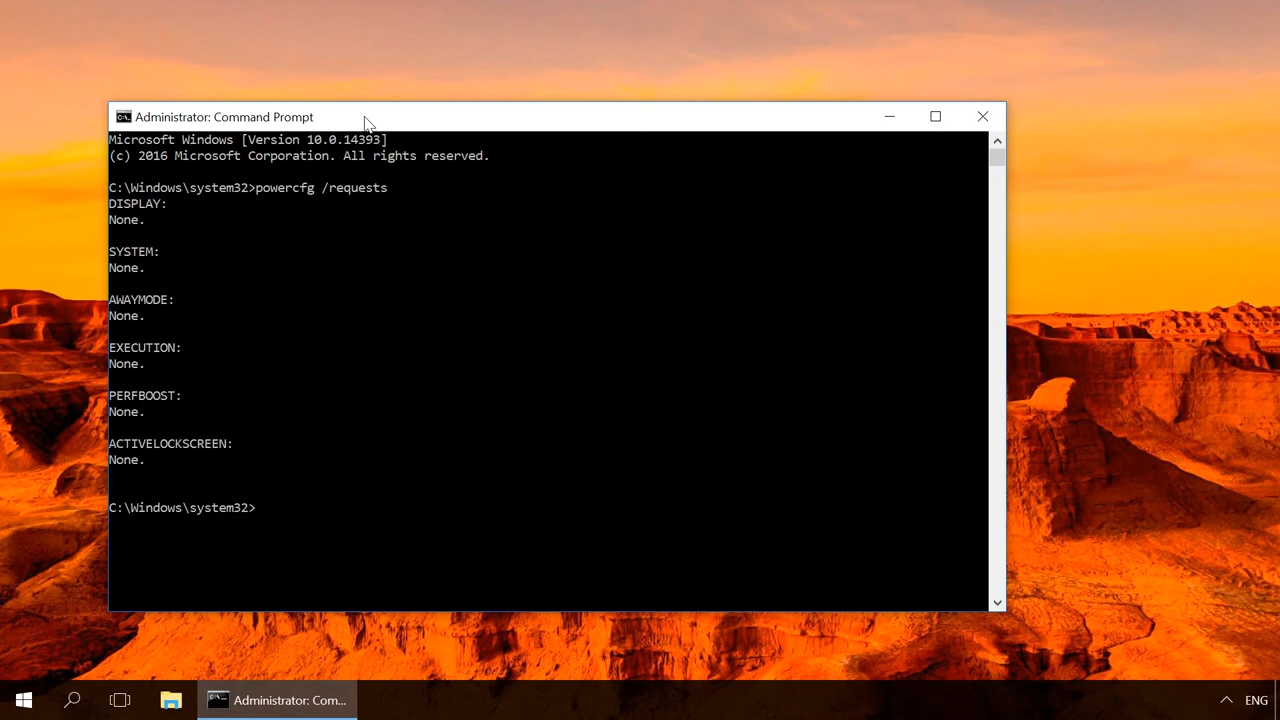 Administrator: Command Prompt
Microsoft Windows [Version 10.0.14393]
(c) 2016 Microsoft Corporation. All rights reserved.
C:\Windows\system32>powercfg /requests
DISPLAY:
None.
SYSTEM:
None.
AWAYMODE:
None.
EXECUTION:
None.
PERFBOOST:
None.
ACTIVELOCKSCREEN:
None.
C:\Windows\system32>
Administrator: Com...
ENG